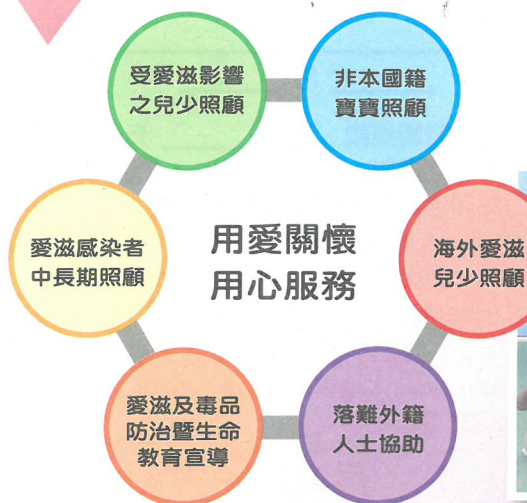 受愛滋影響
之兒少照顧
非本國籍
寶寶照顧
愛滋感染者
中長期照顧
用愛關懷
用心服務
海外愛滋
兒少照顧
愛滋及毒品
防治暨生命
教育宣導
落難外籍
人士協助